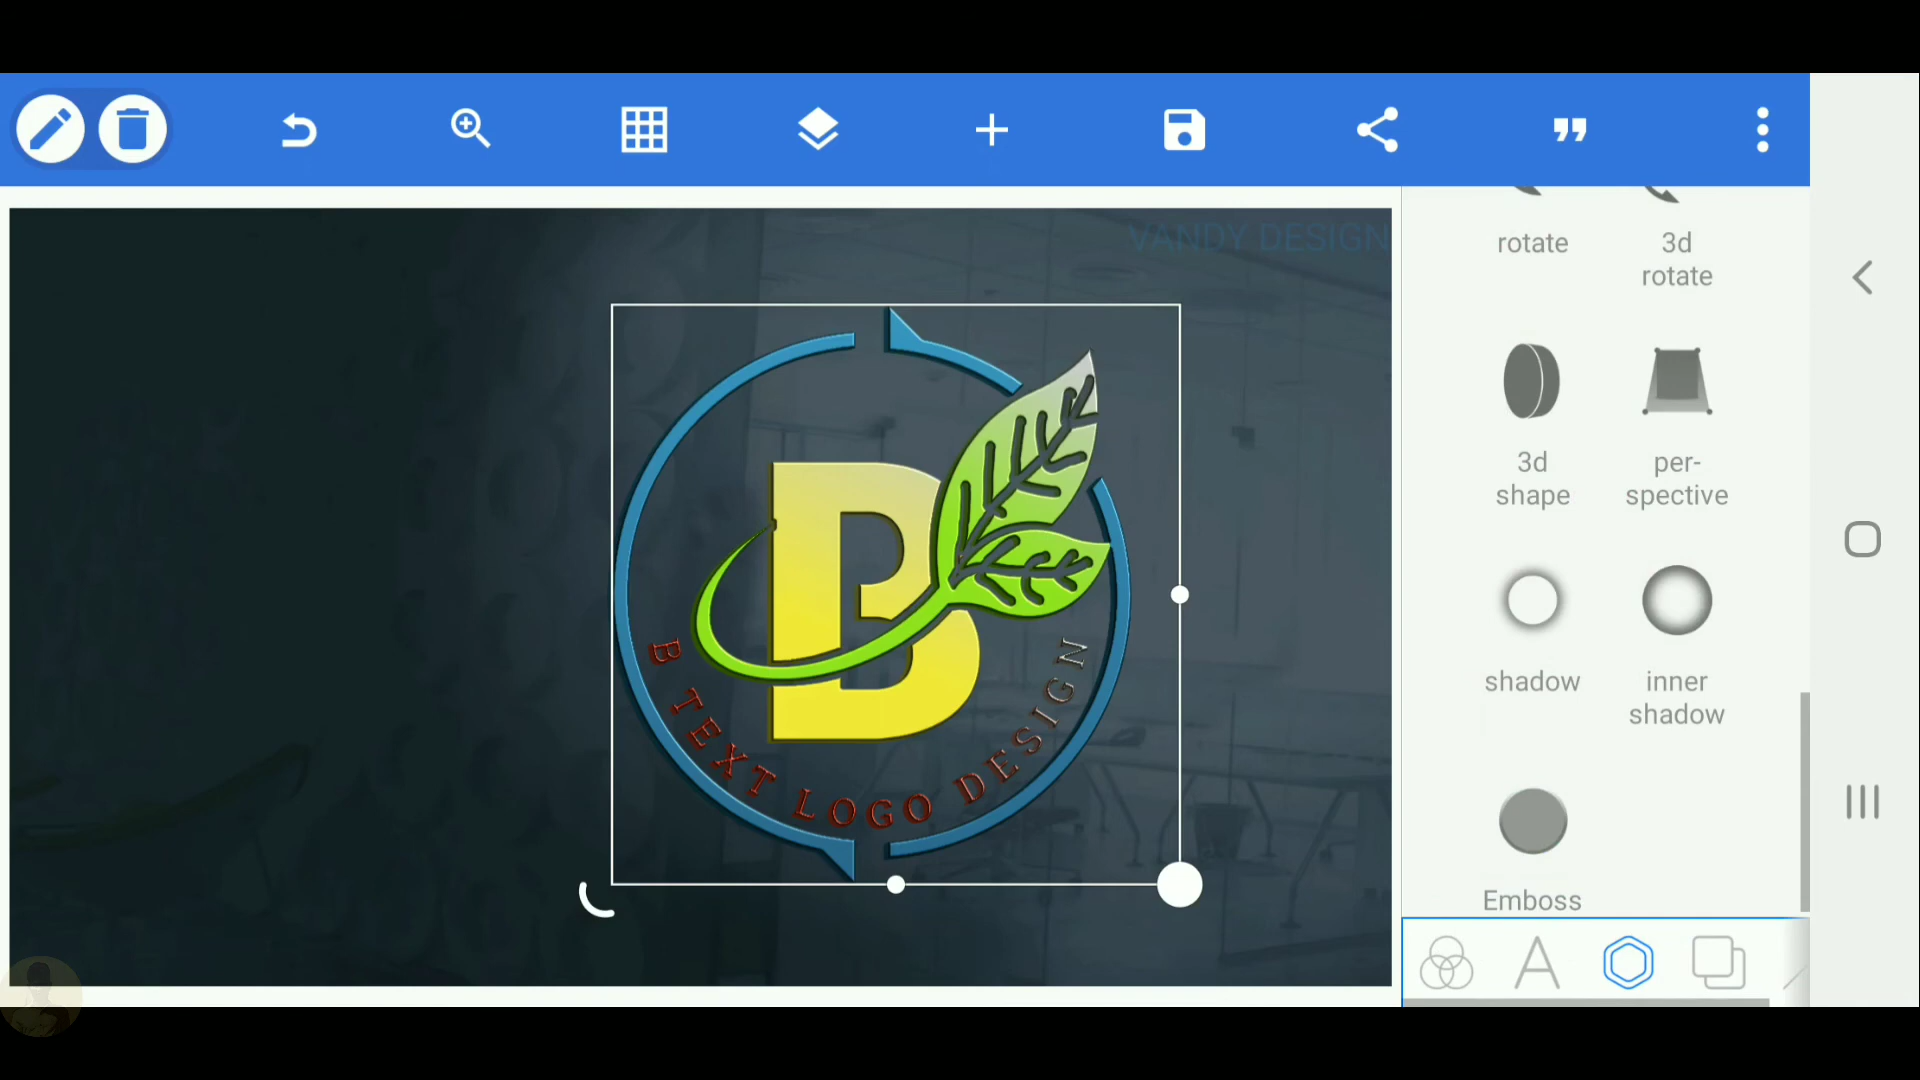 VANDY DESIGN
rotate
3d
rotate
3d
shape
per-
spective
shadow
inner
shadow
Emboss
B
B TEXT LOGO DESIGN